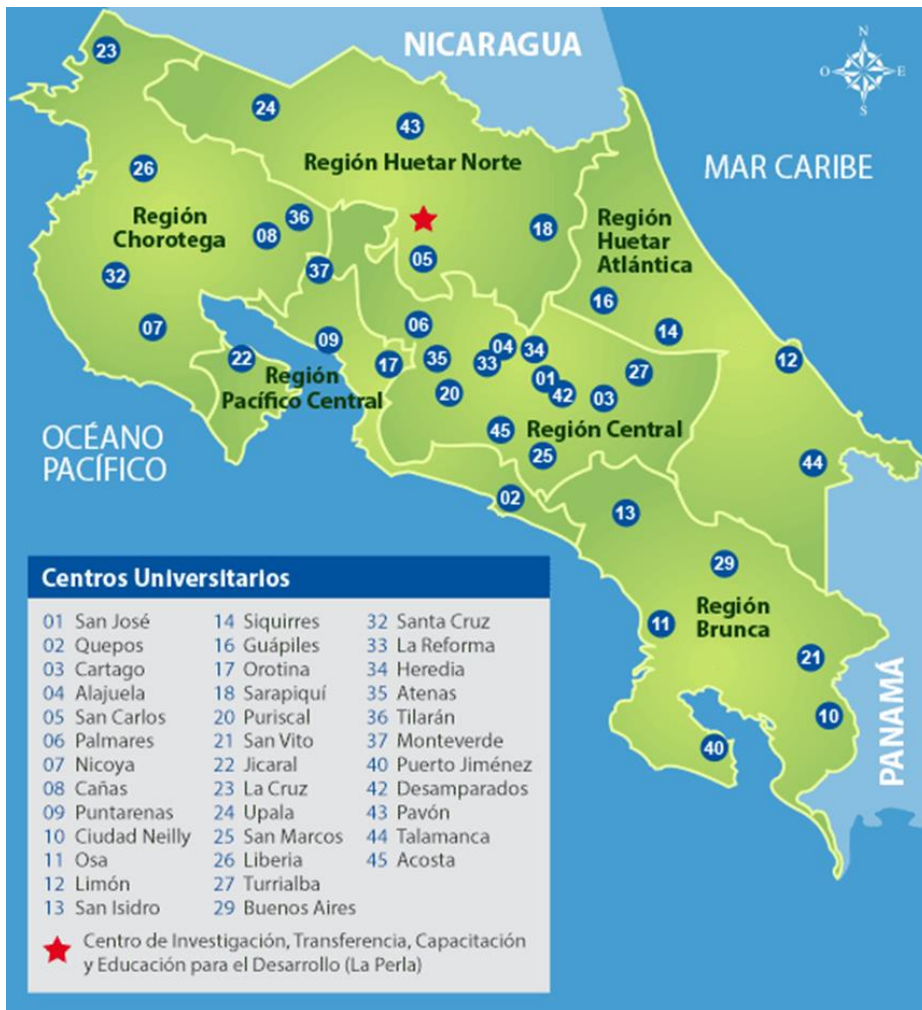 NICARAGUA
N
O
E
S
23
24
43
Región Huetar Norte
MAR CARIBE
26
Región
Chorotega
36
08
18
Región
Huetar
Atlántica
05
32
37
16
07
06
09
04
34
14
22
17
35
33
01
27
12
Región
Pacífico Central
20
42
03
45
Región Central
OCÉANO
PACÍFICO
25
44
02
13
29
Región
Brunca
11
21
10
40
PANAMÁ
Centros Universitarios
01 San José
02 Quepos
03 Cartago
04 Alajuela
05 San Carlos
06 Palmares
07 Nicoya
08 Cañas
09 Puntarenas
10 Ciudad Neilly
11 Osa
12 Limón
13 San Isidro
14 Siquirres
16 Guápiles
17 Orotina
18 Sarapiquí
20 Puriscal
21 San Vito
22 Jicaral
23 La Cruz
24 Upala
25 San Marcos
26 Liberia
27 Turrialba
29 Buenos Aires
32 Santa Cruz
33 La Reforma
34 Heredia
35 Atenas
36 Tilarán
37 Monteverde
40 Puerto Jiménez
42 Desamparados
43 Pavón
44 Talamanca
45 Acosta
Centro de Investigación, Transferencia, Capacitación
y Educación para el Desarrollo (La Perla)